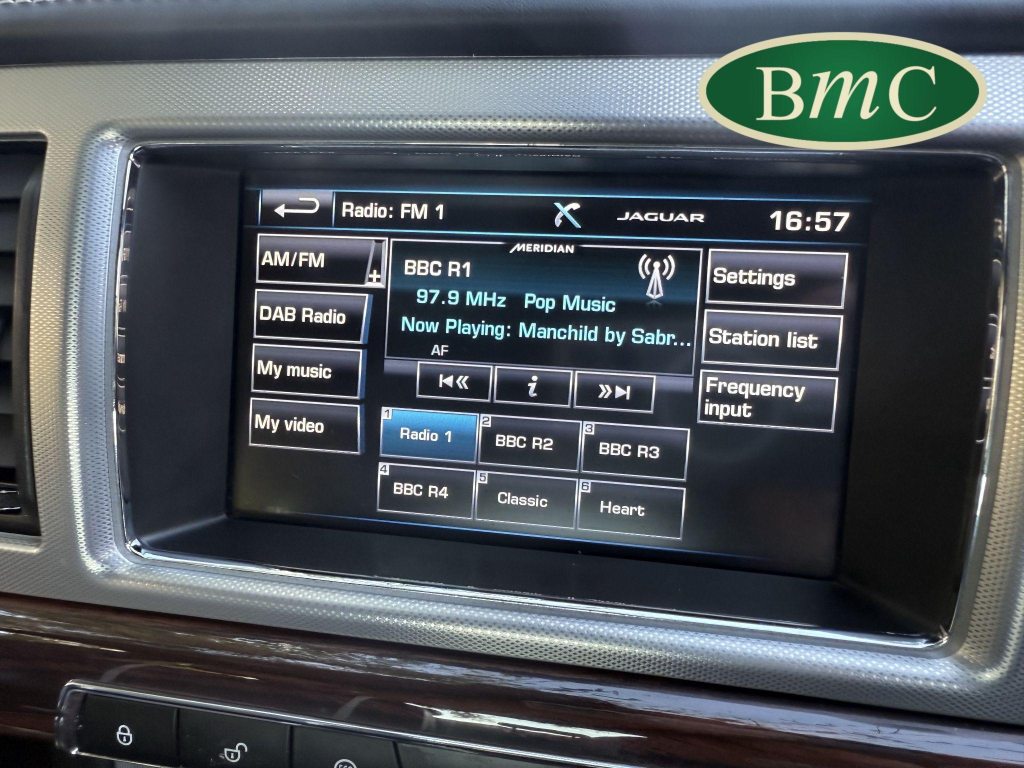 BmC
Radio: FM 1
JAGUAR
16:57
AM/FM
+
DAB Radio
My music
My video
MERIDIAN
BBC R1
97.9 MHz Pop Music
Now Playing: Manchild by Sabr...
AF
i
Settings
Station list
Frequency
input
1
Radio 1
2
BBC R2
3
BBC R3
4
BBC R4
5
Classic
6
Heart